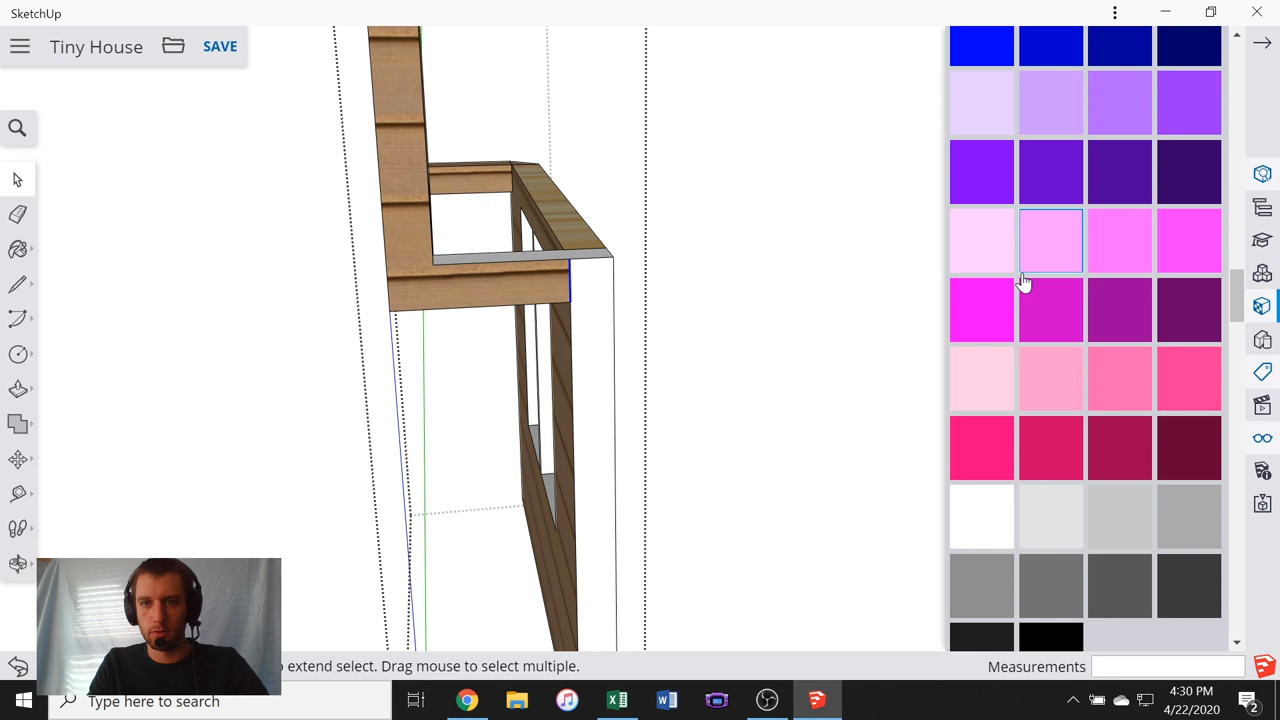 SketchUp
Tiny House
SAVE
o extend select. Drag mouse to select multiple.
Measurements
Type here to search
4:30 PM
4/22/2020
2